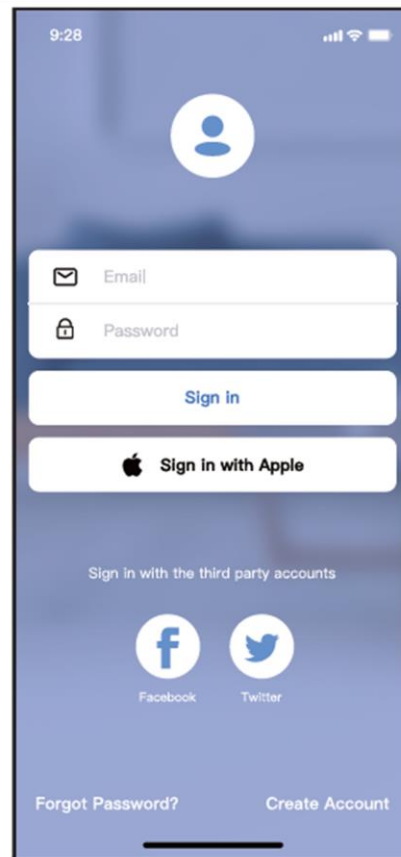 9:28
Email
Password
Sign in
Sign in with Apple
Sign in with the third party accounts
Facebook Twitter
Forgot Password? Create Account